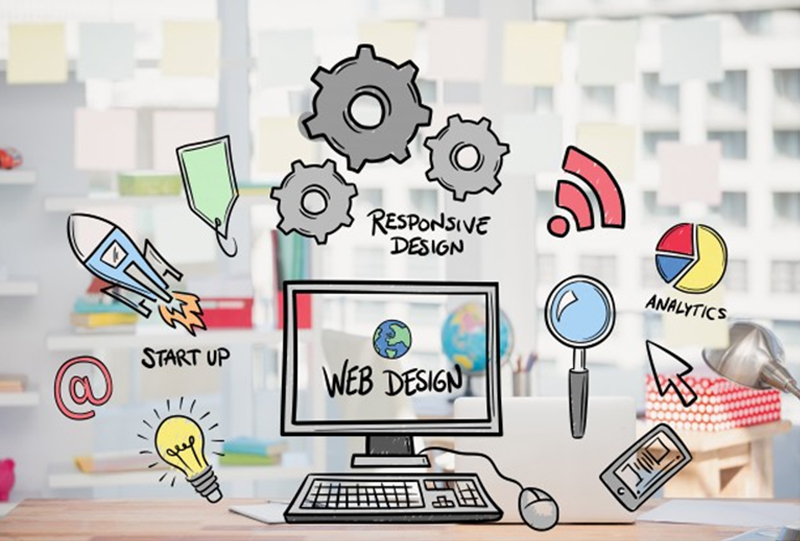 RESPONSIVE
DESIGN
START UP
@
WEB DESIGN
ANALYTICS